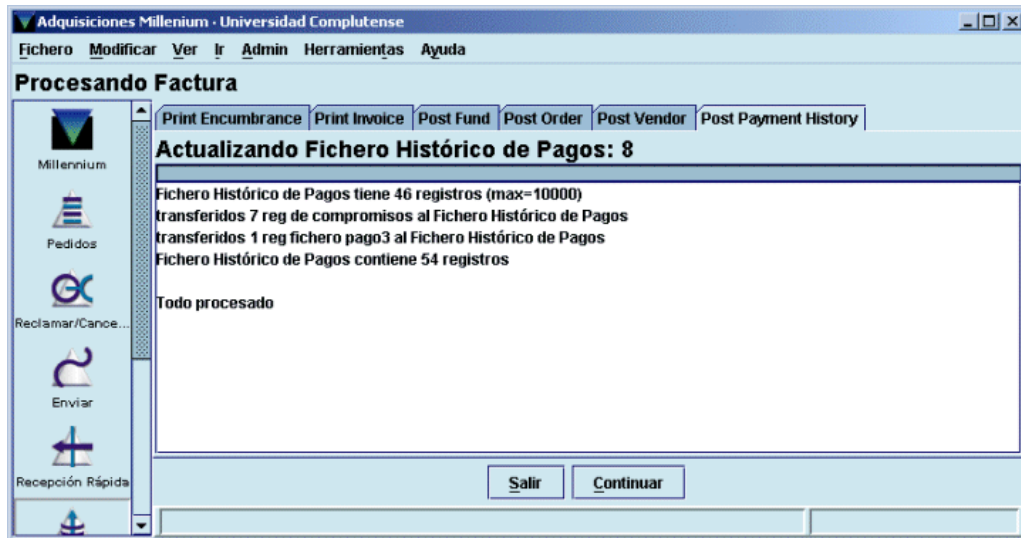 Adquisiciones Millenium · Universidad Complutense
Fichero Modificar Ver Ir Admin Herramientas Ayuda
Procesando Factura
Print Encumbrance Print Invoice Post Fund Post Order Post Vendor Post Payment History
Actualizando Fichero Histórico de Pagos: 8
Millennium
Pedidos
Reclamar/Cance...
Enviar
Recepción Rápida
Fichero Histórico de Pagos tiene 46 registros (max=10000)
transferidos 7 reg de compromisos al Fichero Histórico de Pagos
transferidos 1 reg fichero pago3 al Fichero Histórico de Pagos
Fichero Histórico de Pagos contiene 54 registros
Todo procesado
Salir Continuar